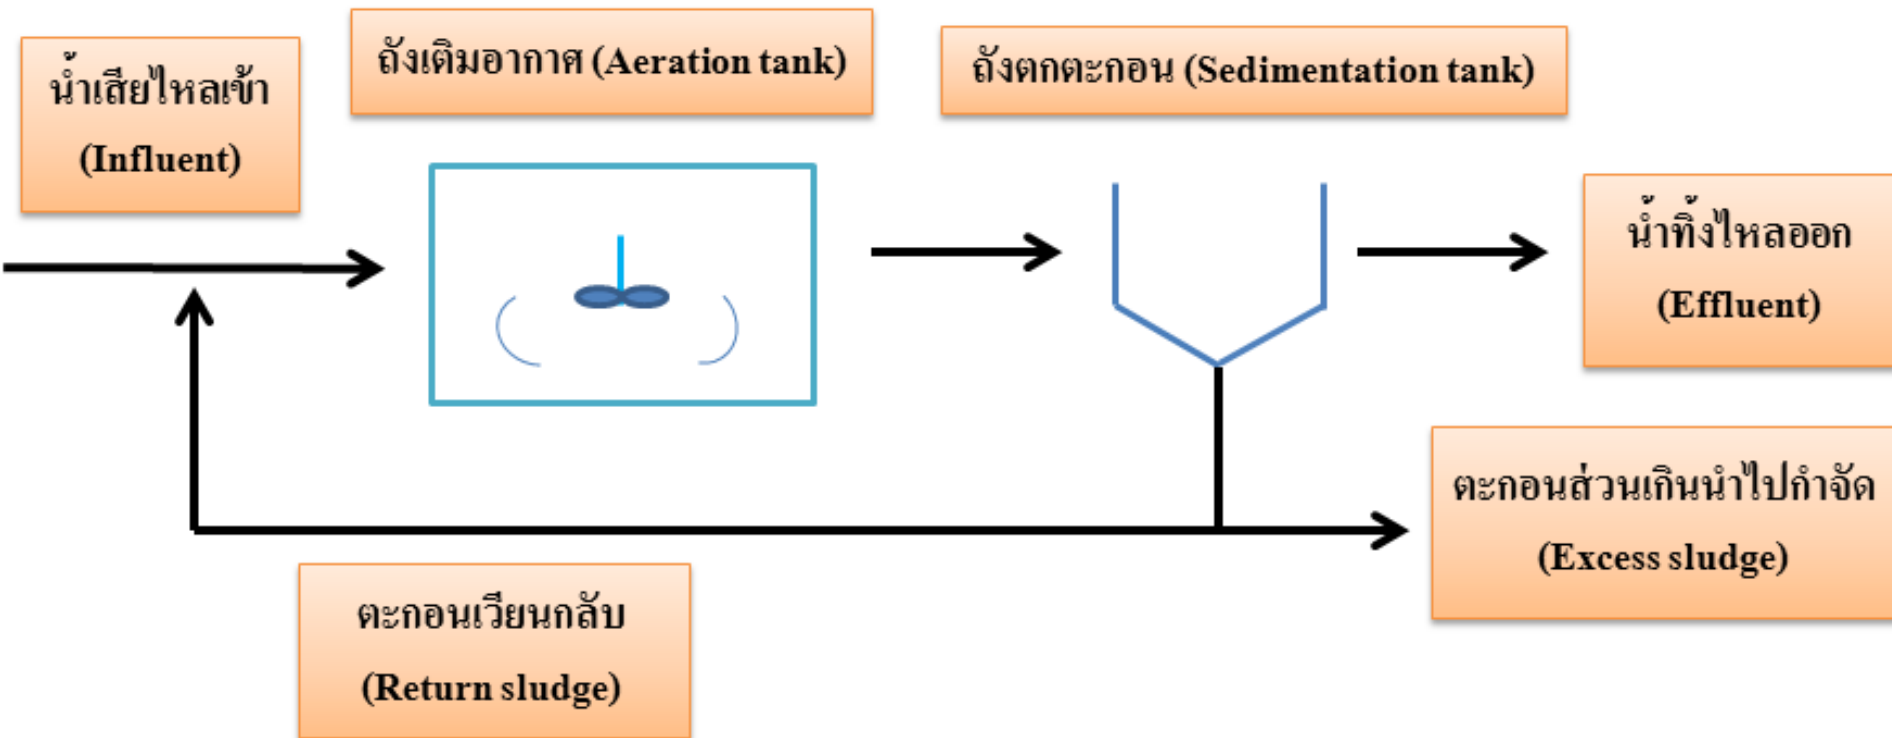 น้ำเสียไหลเข้า
(Influent)
ถังเติมอากาศ (Aeration tank)
ถังตกตะกอน (Sedimentation tank)
น้ำทิ้งไหลออก
(Effluent)
ตะกอนส่วนเกินนำไปกำจัด
(Excess sludge)
ตะกอนเวียนกลับ
(Return sludge)